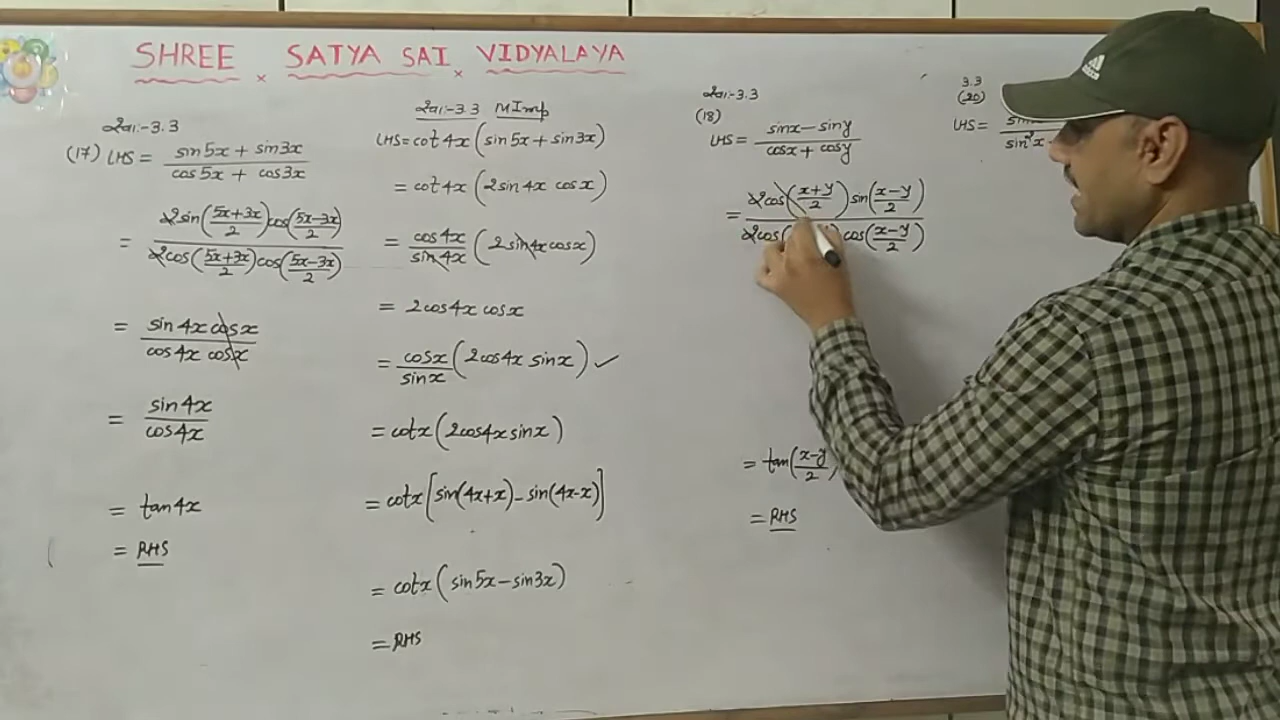 SHREE SATYA SAI VIDYALAYA
3.3
(17) LHS = sin5x + sin3x / cos5x + cos3x
= 2sin(5x+3x/2)cos(5x-3x/2) / 2cos(5x+3x/2)cos(5x-3x/2)
= sin4x cosx / cos4x cosx
= sin4x / cos4x
= tan4x
= RHS
3.3 MImp
LHS = cot4x(sin5x + sin3x)
= cot4x(2sin4x cosx)
= cos4x / sin4x (2sin4x cosx)
= 2cos4x cosx
= cosx / sinx (2cos4x sinx) ✓
= cotx(2cos4x sinx)
= cotx[sin(4x+x) - sin(4x-x)]
= cotx(sin5x - sin3x)
= RHS
3.3
(18)
LHS = sinx - siny / cosx + cosy
= 2cos(x+y/2)sin(x-y/2) / 2cos( cos(x-y/2)
= tan(x-y/2
= RHS
3.3
(20)
LHS =
sin²x
adidas